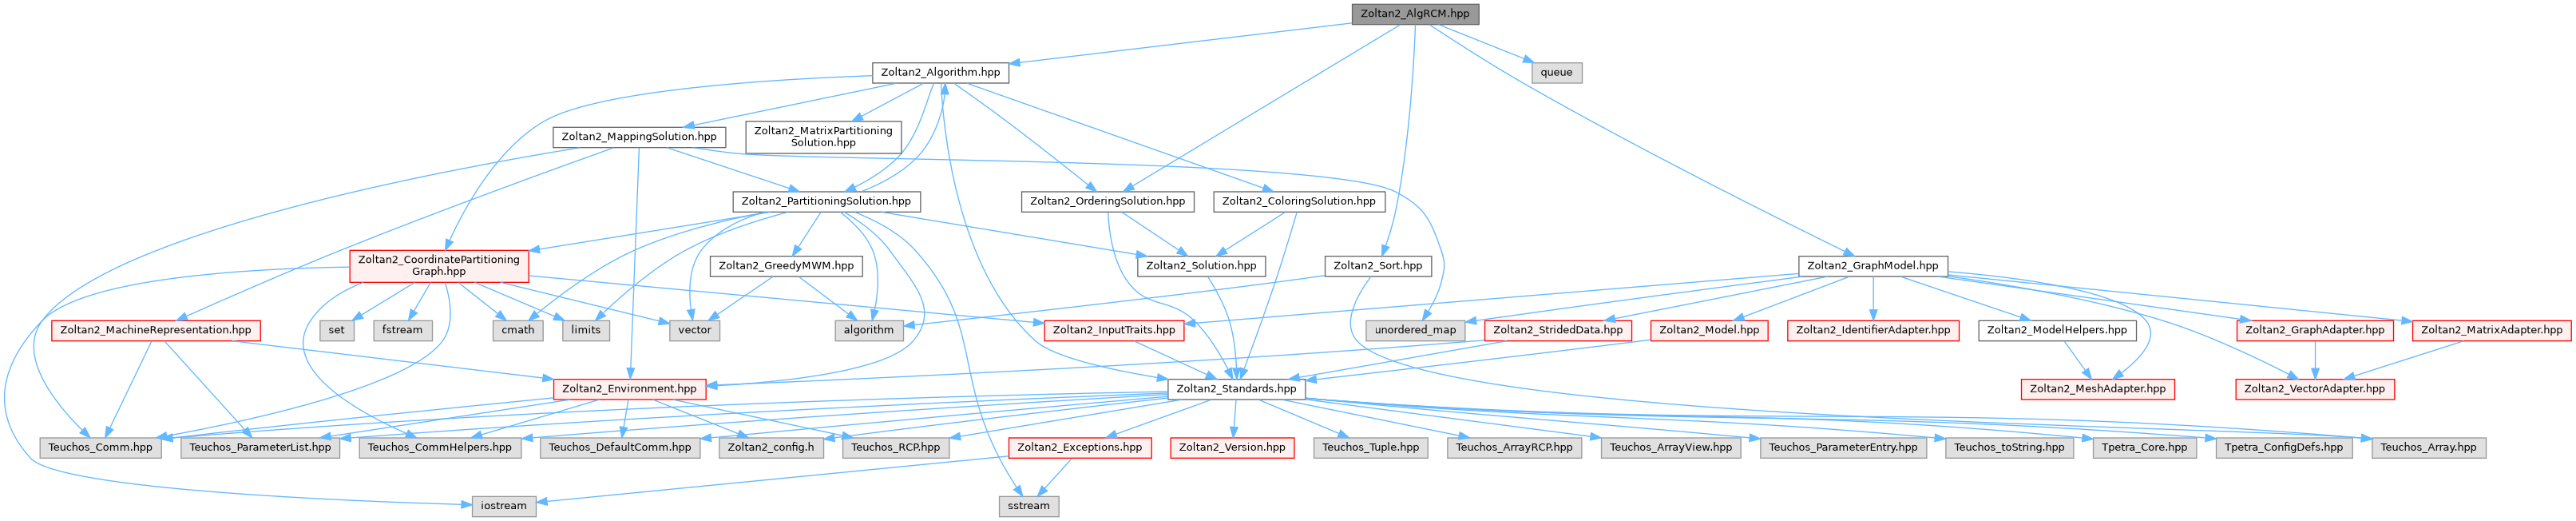 Zoltan2_AlgRCM.hpp
Zoltan2_Algorithm.hpp
queue
Zoltan2_MappingSolution.hpp
Zoltan2_MatrixPartitioning
Solution.hpp
Zoltan2_PartitioningSolution.hpp
Zoltan2_OrderingSolution.hpp
Zoltan2_ColoringSolution.hpp
Zoltan2_CoordinatePartitioning
Graph.hpp
Zoltan2_GreedyMWM.hpp
Zoltan2_Solution.hpp
Zoltan2_Sort.hpp
Zoltan2_GraphModel.hpp
Zoltan2_MachineRepresentation.hpp
set
fstream
cmath
limits
vector
algorithm
Zoltan2_InputTraits.hpp
unordered_map
Zoltan2_StridedData.hpp
Zoltan2_Model.hpp
Zoltan2_IdentifierAdapter.hpp
Zoltan2_ModelHelpers.hpp
Zoltan2_GraphAdapter.hpp
Zoltan2_MatrixAdapter.hpp
Zoltan2_Environment.hpp
Zoltan2_Standards.hpp
Zoltan2_MeshAdapter.hpp
Zoltan2_VectorAdapter.hpp
Teuchos_Comm.hpp
Teuchos_ParameterList.hpp
Teuchos_CommHelpers.hpp
Teuchos_DefaultComm.hpp
Zoltan2_config.h
Teuchos_RCP.hpp
Zoltan2_Exceptions.hpp
Zoltan2_Version.hpp
Teuchos_Tuple.hpp
Teuchos_ArrayRCP.hpp
Teuchos_ArrayView.hpp
Teuchos_ParameterEntry.hpp
Teuchos_toString.hpp
Tpetra_Core.hpp
Tpetra_ConfigDefs.hpp
Teuchos_Array.hpp
iostream
sstream